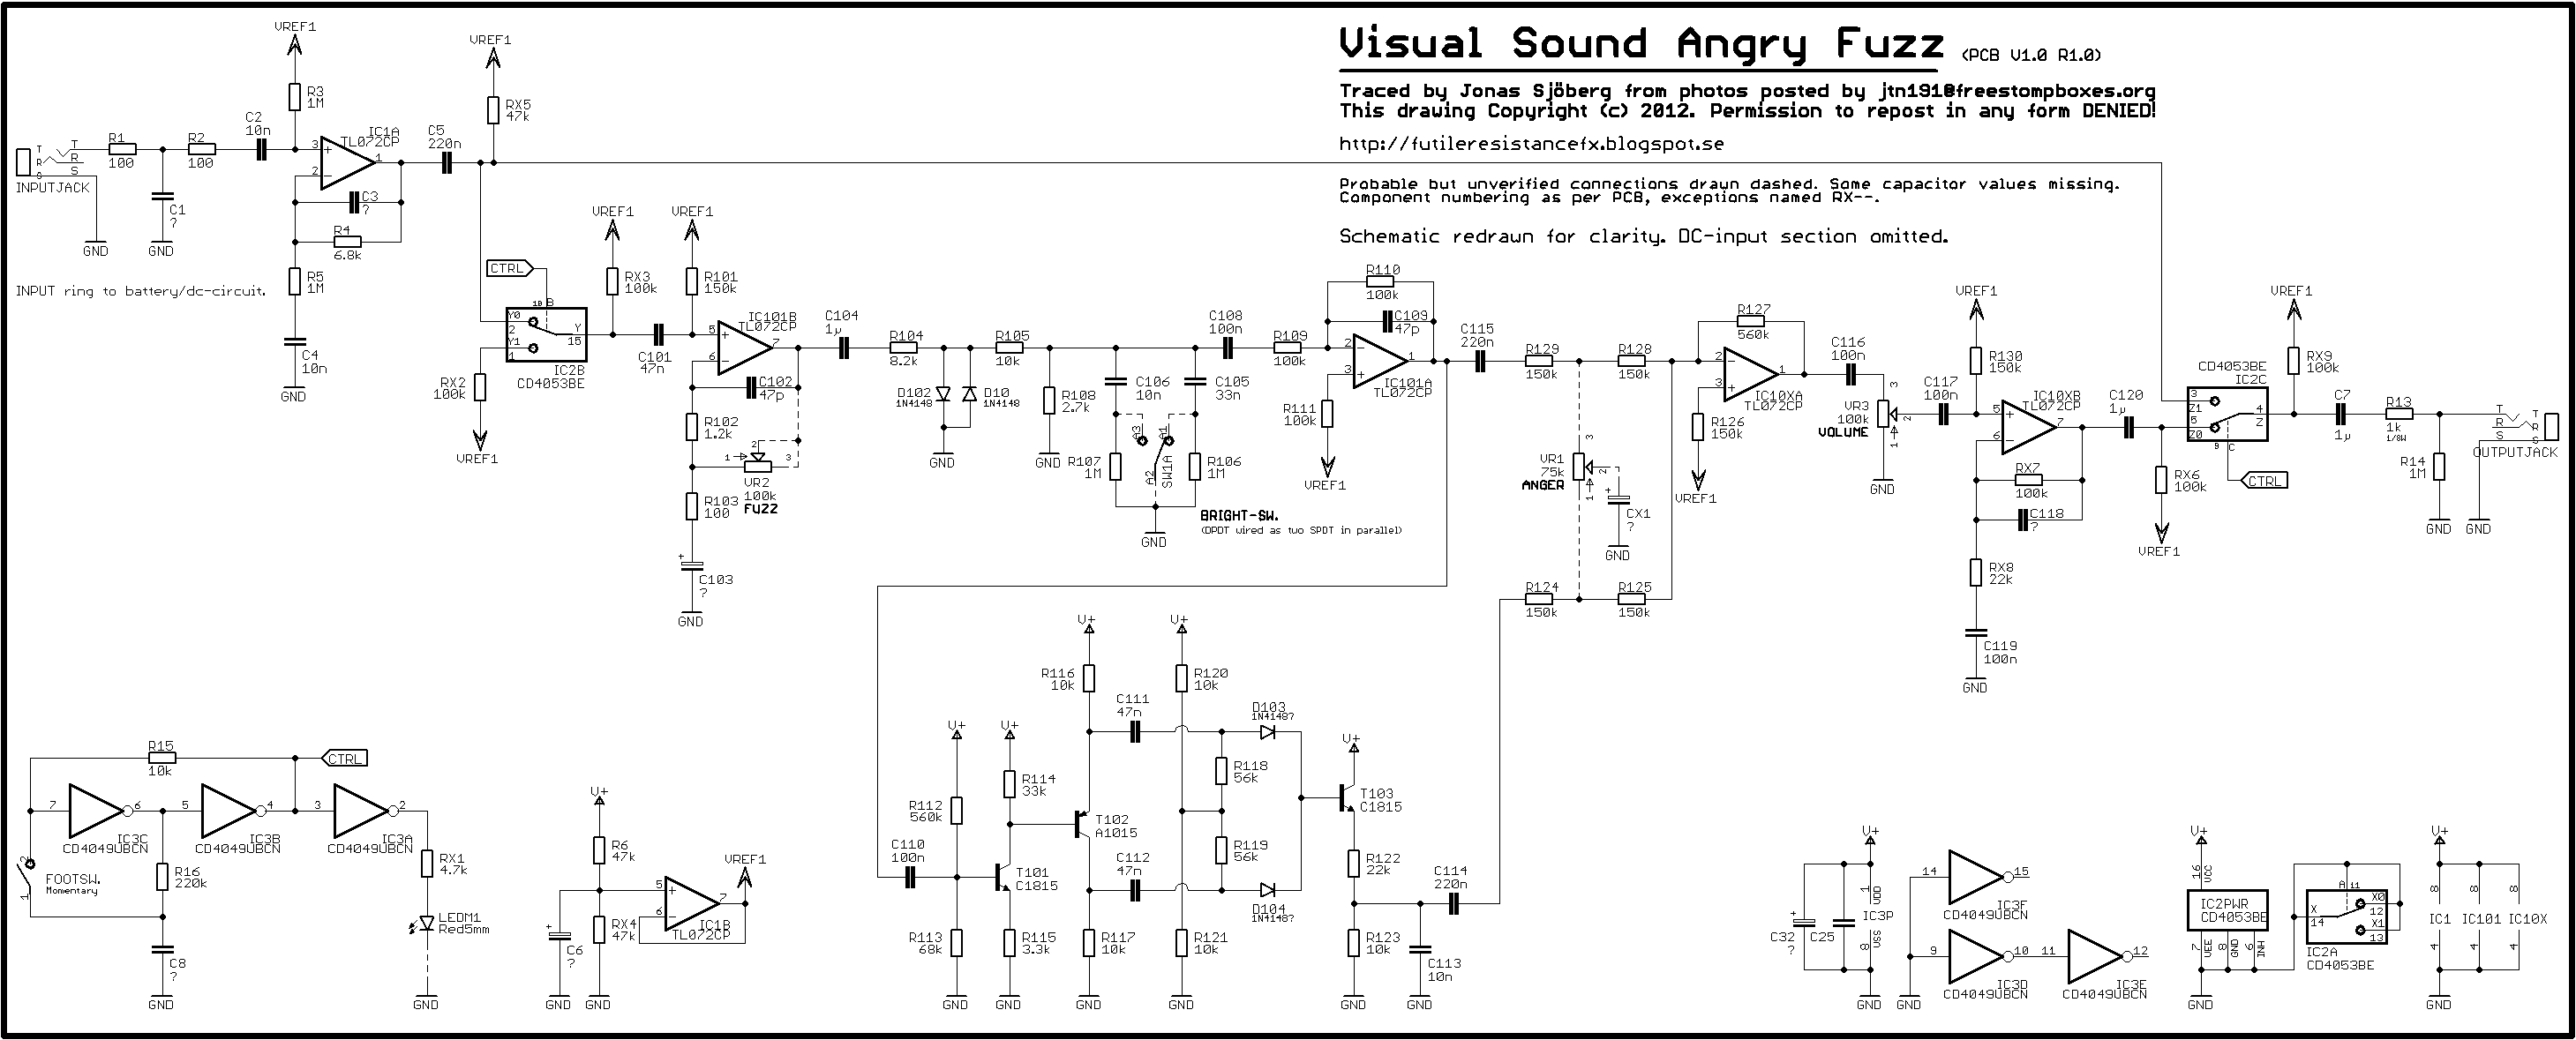 Visual Sound Angry Fuzz (PCB V1.0 R1.0)
Traced by Jonas Sjöberg from photos posted by jtn191@freestompboxes.org
This drawing Copyright (c) 2012. Permission to repost in any form DENIED!
http://futileresistancefx.blogspot.se
Probable but unverified connections drawn dashed. Some capacitor values missing.
Component numbering as per PCB, exceptions named RX--.
Schematic redrawn for clarity. DC-input section omitted.
VREF1
R3
1M
C2
10n
R1
100
R2
100
T
R
S
T
R
S
INPUTJACK
GND
C1
?
GND
3
2
1
IC1A
TL072CP
C3
?
R4
6.8k
R5
1M
C4
10n
GND
INPUT ring to battery/dc-circuit.
C5
220n
VREF1
RX5
47k
CTRL
10 B
Y0
2
Y1
1
Y
15
IC2B
CD4053BE
RX2
100k
VREF1
VREF1
RX3
100k
VREF1
R101
150k
C101
47n
5
6
7
IC101B
TL072CP
C102
47p
R102
1.2k
1
2
3
VR2
100k
FUZZ
R103
100
+
C103
?
GND
C104
1µ
R104
8.2k
D102
1N4148
D10
1N4148
GND
R105
10k
R108
2.7k
GND
C106
10n
C105
33n
A3
A1
A2
SW1A
R107
1M
R106
1M
GND
BRIGHT-SW.
(DPDT wired as two SPDT in parallel)
C108
100n
R109
100k
R110
100k
C109
47p
2
3
1
IC101A
TL072CP
R111
100k
VREF1
C115
220n
R129
150k
R128
150k
3
2
1
VR1
75k
ANGER
+
CX1
?
GND
R124
150k
R125
150k
R127
560k
2
3
1
IC10XA
TL072CP
R126
150k
VREF1
C116
100n
3
2
1
VR3
100k
VOLUME
GND
C117
100n
VREF1
R130
150k
5
6
7
IC10XB
TL072CP
RX7
100k
C118
?
RX8
22k
C119
100n
GND
C120
1µ
RX6
100k
VREF1
CD4053BE
IC2C
3
Z1
5
Z0
4
Z
9 C
CTRL
VREF1
RX9
100k
C7
1µ
R13
1k
1/8W
R14
1M
GND
T
R
S
T
R
S
OUTPUTJACK
GND
R15
10k
CTRL
7
6
IC3C
CD4049UBCN
5
4
IC3B
CD4049UBCN
3
2
IC3A
CD4049UBCN
2
1
FOOTSW.
Momentary
R16
220k
C8
?
GND
RX1
4.7k
LEDM1
Red5mm
GND
V+
R6
47k
RX4
47k
+
C6
?
GND
GND
5
6
7
IC1B
TL072CP
VREF1
C110
100n
V+
R112
560k
R113
68k
GND
V+
R114
33k
T101
C1815
R115
3.3k
GND
V+
R116
10k
T102
A1015
R117
10k
GND
C111
47n
C112
47n
V+
R120
10k
R121
10k
GND
R118
56k
R119
56k
D103
1N4148?
D104
1N4148?
V+
T103
C1815
R122
22k
R123
10k
GND
C114
220n
C113
10n
GND
V+
+
C32
?
C25
1
VDD
IC3P
8
VSS
GND
14
15
IC3F
CD4049UBCN
9
10
IC3D
CD4049UBCN
11
12
IC3E
CD4049UBCN
GND
V+
16
VCC
IC2PWR
CD4053BE
7
VEE
8
GND
6
INH
GND
A 11
X
14
X0
12
X1
13
IC2A
CD4053BE
V+
8
8
8
IC1
IC101
IC10X
4
4
4
GND